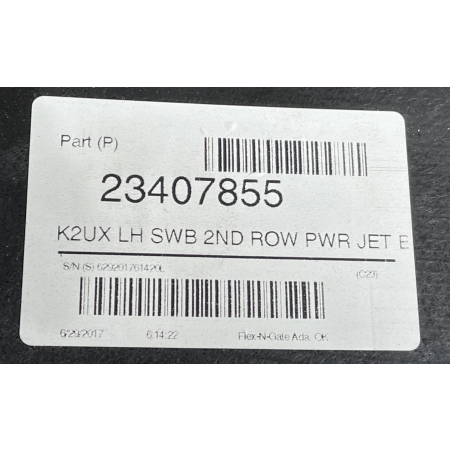 Part (P)
23407855
K2UX LH SWB 2ND ROW PWR JET E
S/N (S) 629201761429L
(C23)
6/29/2017 6:14:22 Flex-N-Gate Ada, OK